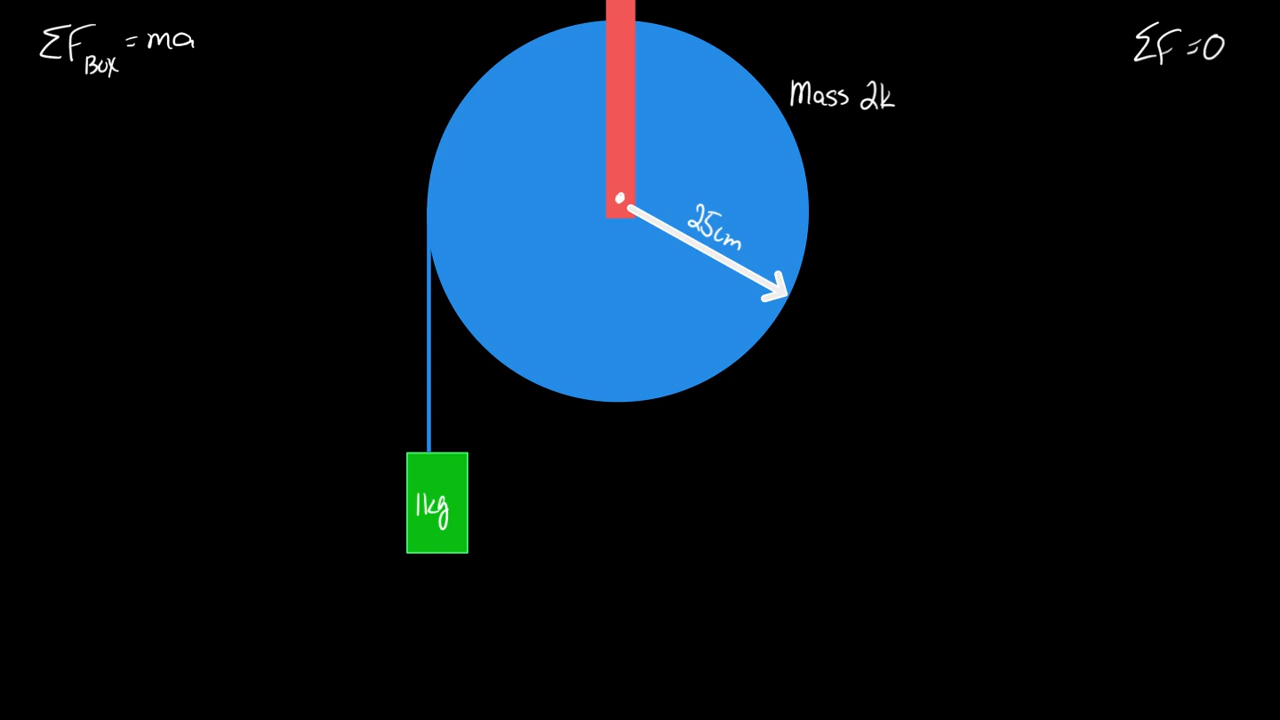 ΣF_Box = ma
ΣF = 0
Mass 2k
25cm
1kg